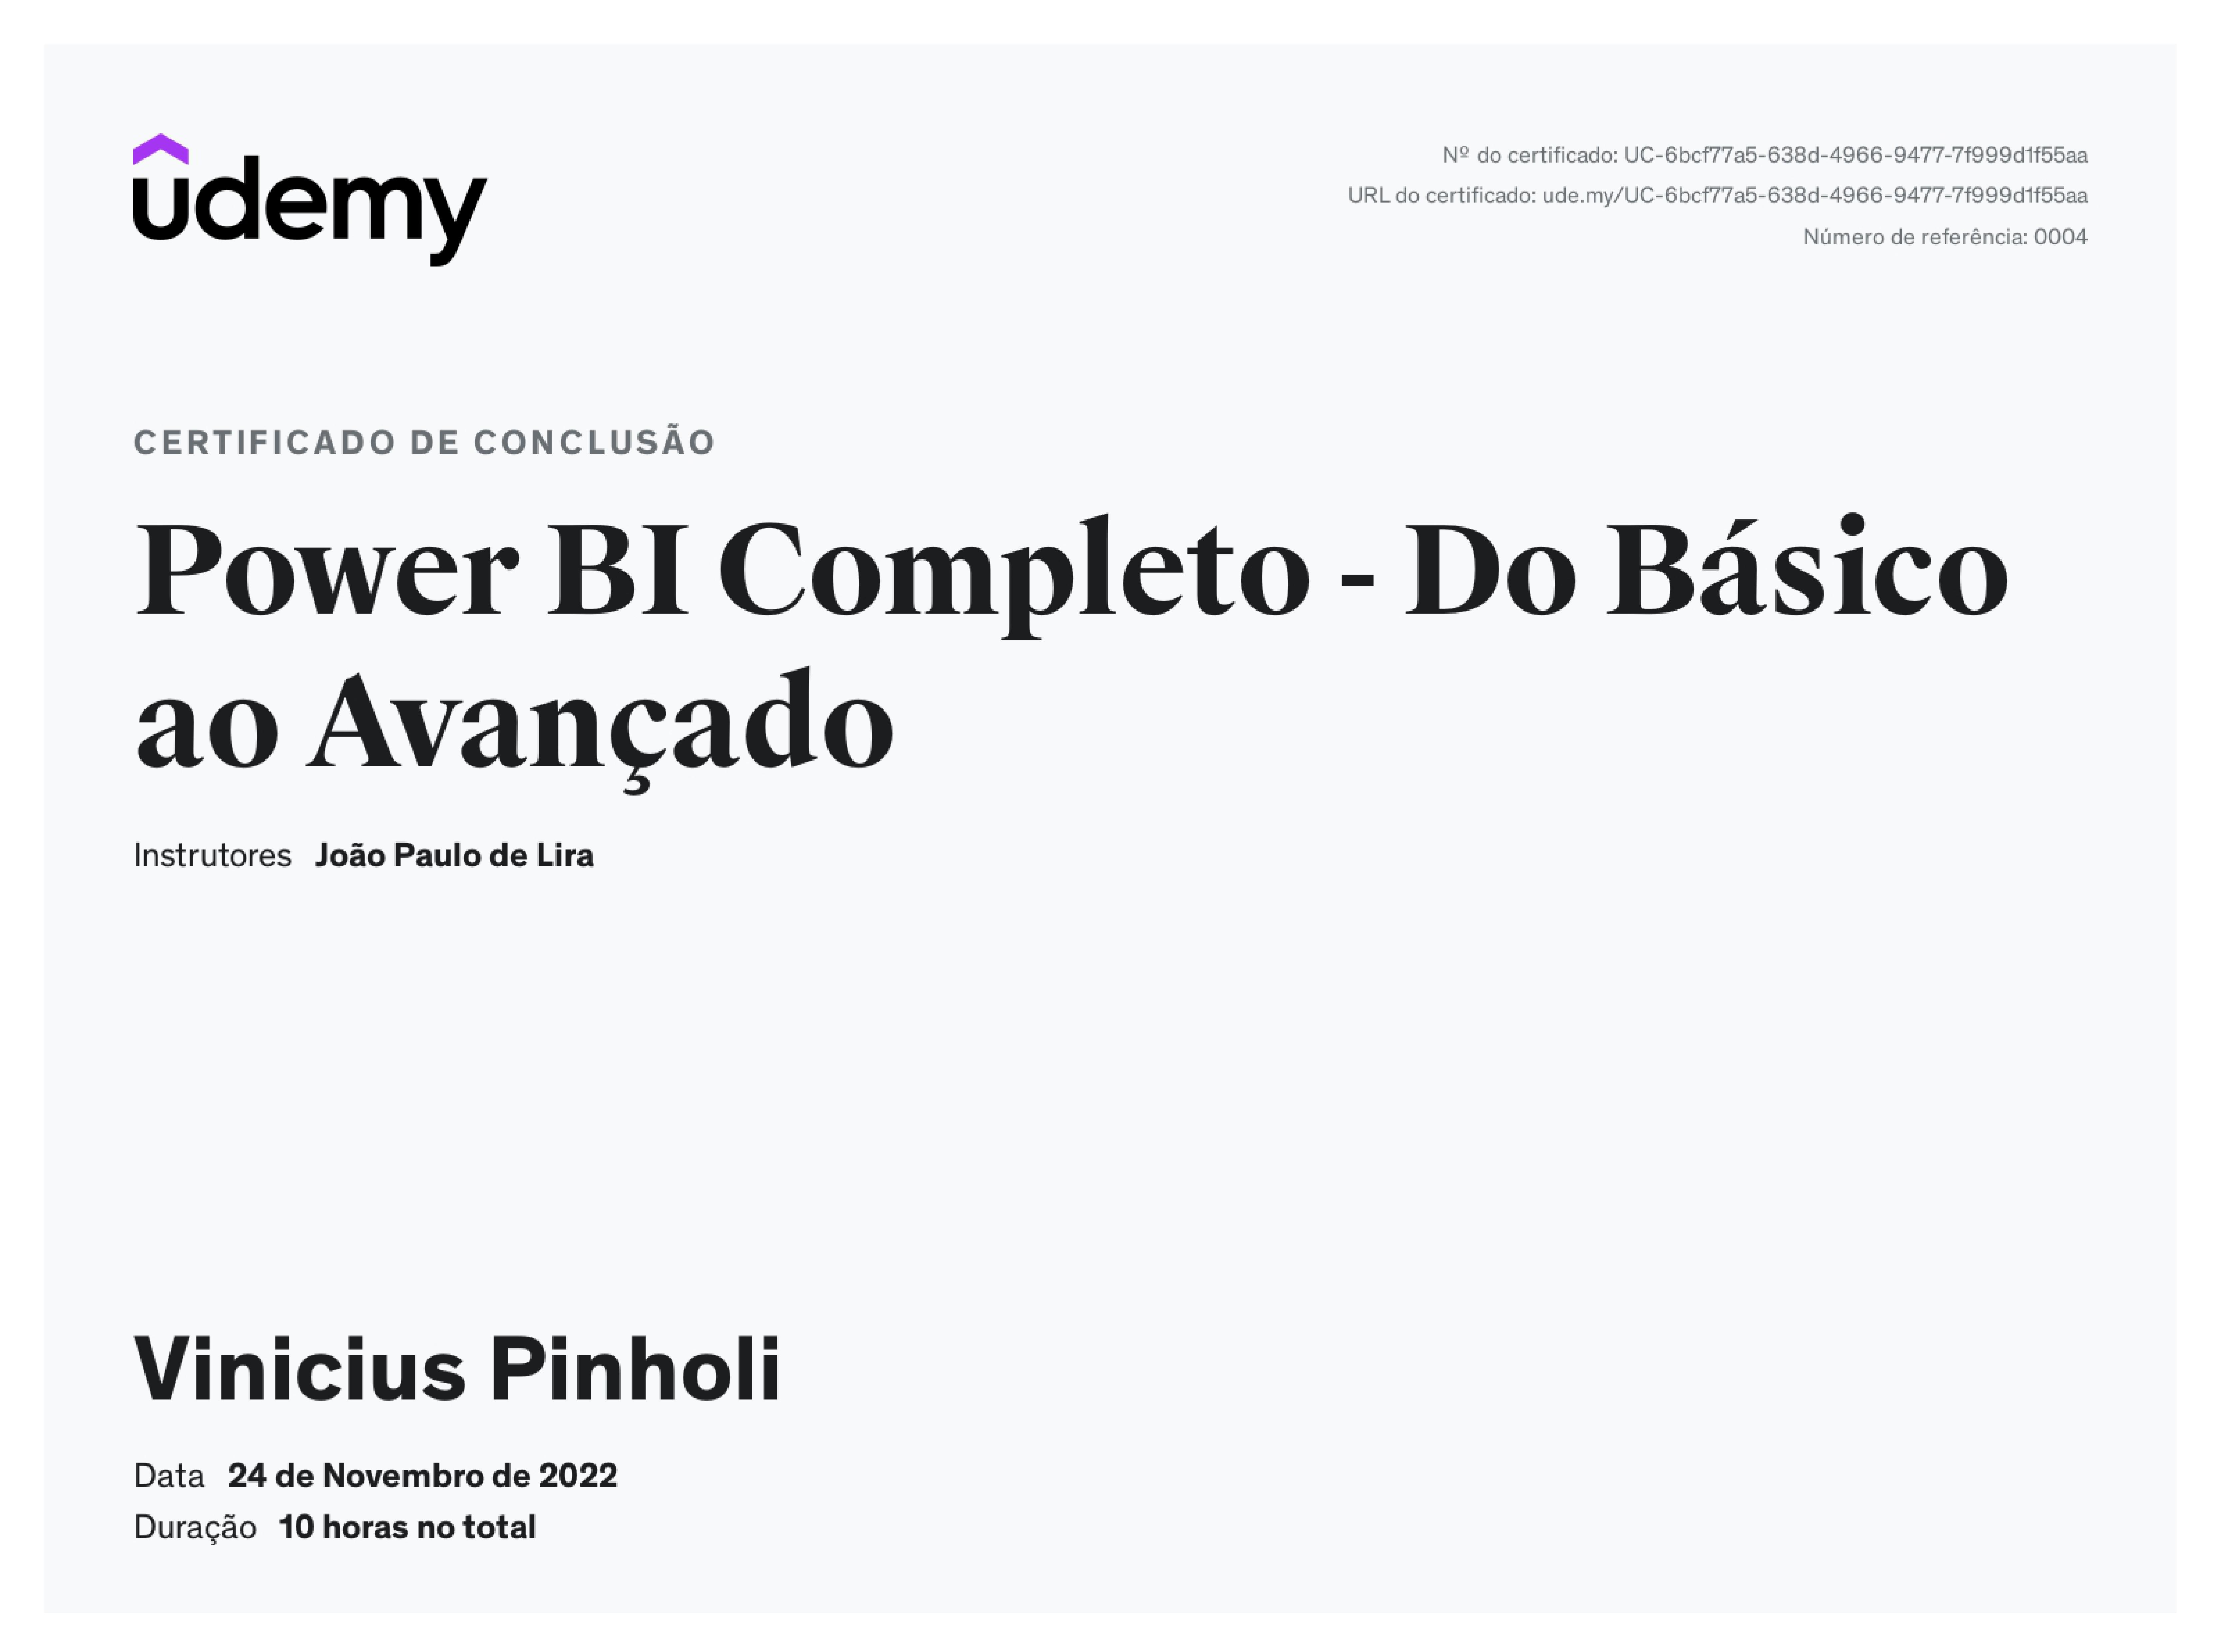 udemy
Nº do certificado: UC-6bcf77a5-638d-4966-9477-7f999d1f55aa
URL do certificado: ude.my/UC-6bcf77a5-638d-4966-9477-7f999d1f55aa
Número de referência: 0004
CERTIFICADO DE CONCLUSÃO
Power BI Completo - Do Básico
ao Avançado
Instrutores João Paulo de Lira
Vinicius Pinholi
Data 24 de Novembro de 2022
Duração 10 horas no total